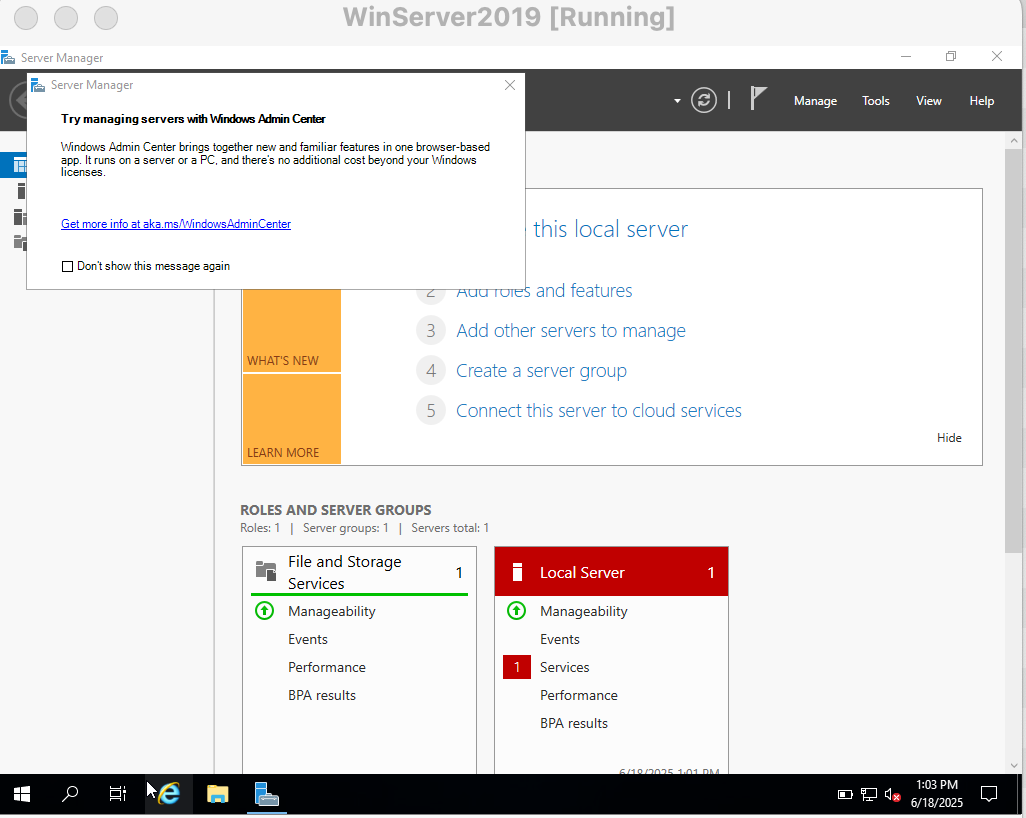 WinServer2019 [Running]
Server Manager
Server Manager
Manage
Tools
View
Help
Try managing servers with Windows Admin Center
Windows Admin Center brings together new and familiar features in one browser-based
app. It runs on a server or a PC, and there's no additional cost beyond your Windows
licenses.
Get more info at aka.ms/WindowsAdminCenter
Don't show this message again
this local server
2 Add roles and features
3 Add other servers to manage
4 Create a server group
5 Connect this server to cloud services
WHAT'S NEW
LEARN MORE
Hide
ROLES AND SERVER GROUPS
Roles: 1 | Server groups: 1 | Servers total: 1
File and Storage
Services
1
Manageability
Events
Performance
BPA results
Local Server
1
Manageability
Events
1 Services
Performance
BPA results
6/18/2025 1:01 PM
1:03 PM
6/18/2025